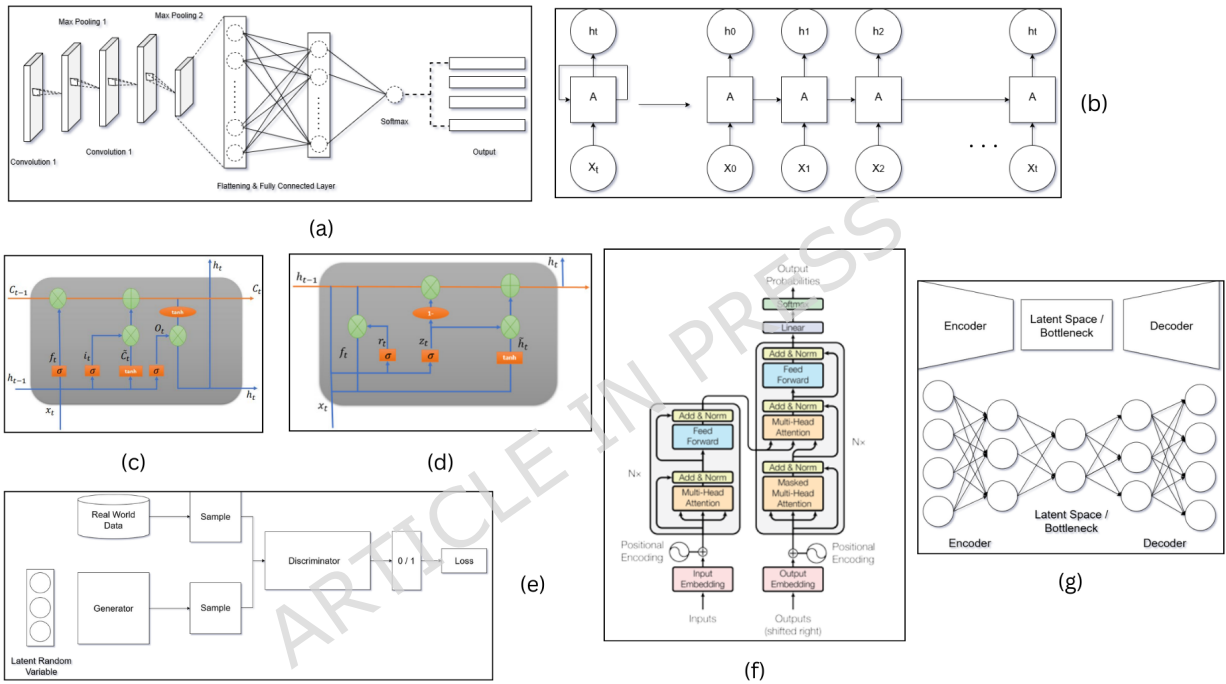 Max Pooling 1
Max Pooling 2
Convolution 1
Convolution 1
Flattening & Fully Connected Layer
Softmax
Output
(a)
ht
h0
h1
h2
ht
A
A
A
A
A
Xt
X0
X1
X2
. . .
Xt
(b)
ht
Ct-1
Ct
tanh
Ot
ft
it
C̃t
σ
σ
tanh
σ
ht-1
ht
xt
(c)
ht
ht-1
1-
ft
rt
zt
h̃t
σ
σ
tanh
xt
(d)
Real World
Data
Sample
Discriminator
0 / 1
Loss
Generator
Sample
Latent Random
Variable
(e)
Output
Probabilities
Softmax
Linear
Add & Norm
Feed
Forward
Add & Norm
Multi-Head
Attention
Add & Norm
Feed
Forward
N×
N×
Add & Norm
Multi-Head
Attention
Add & Norm
Masked
Multi-Head
Attention
Positional
Encoding
Positional
Encoding
Input
Embedding
Output
Embedding
Inputs
Outputs
(shifted right)
(f)
Encoder
Latent Space /
Bottleneck
Decoder
Latent Space /
Bottleneck
Encoder
Decoder
(g)
ARTICLE IN PRESS